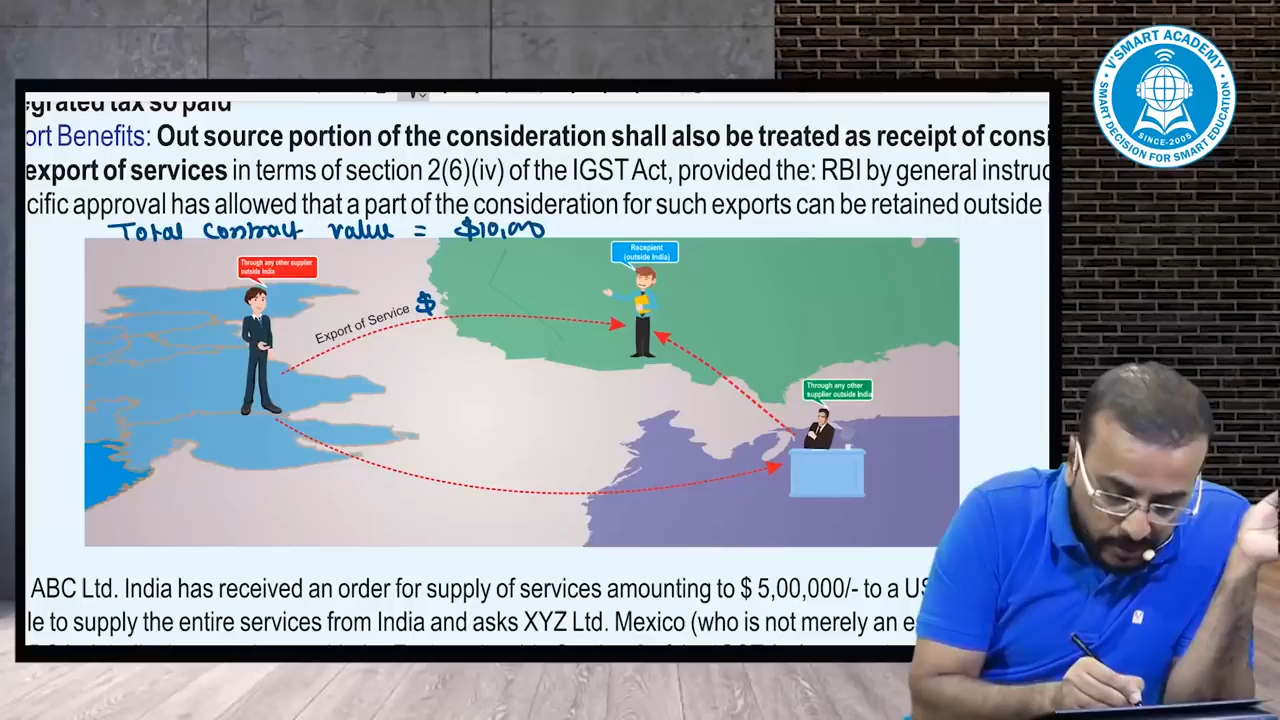 egrated tax so paid
ort Benefits: Out source portion of the consideration shall also be treated as receipt of consi
export of services in terms of section 2(6)(iv) of the IGST Act, provided the: RBI by general instruc
cific approval has allowed that a part of the consideration for such exports can be retained outside
Total contract value = $10,000
Through any other supplier
outside India
Recepient
(outside India)
Export of Service $
Through any other
supplier outside India
ABC Ltd. India has received an order for supply of services amounting to $ 5,00,000/- to a US
le to supply the entire services from India and asks XYZ Ltd. Mexico (who is not merely an e
V'SMART ACADEMY
SMART DECISION FOR SMART EDUCATION
SINCE-2005